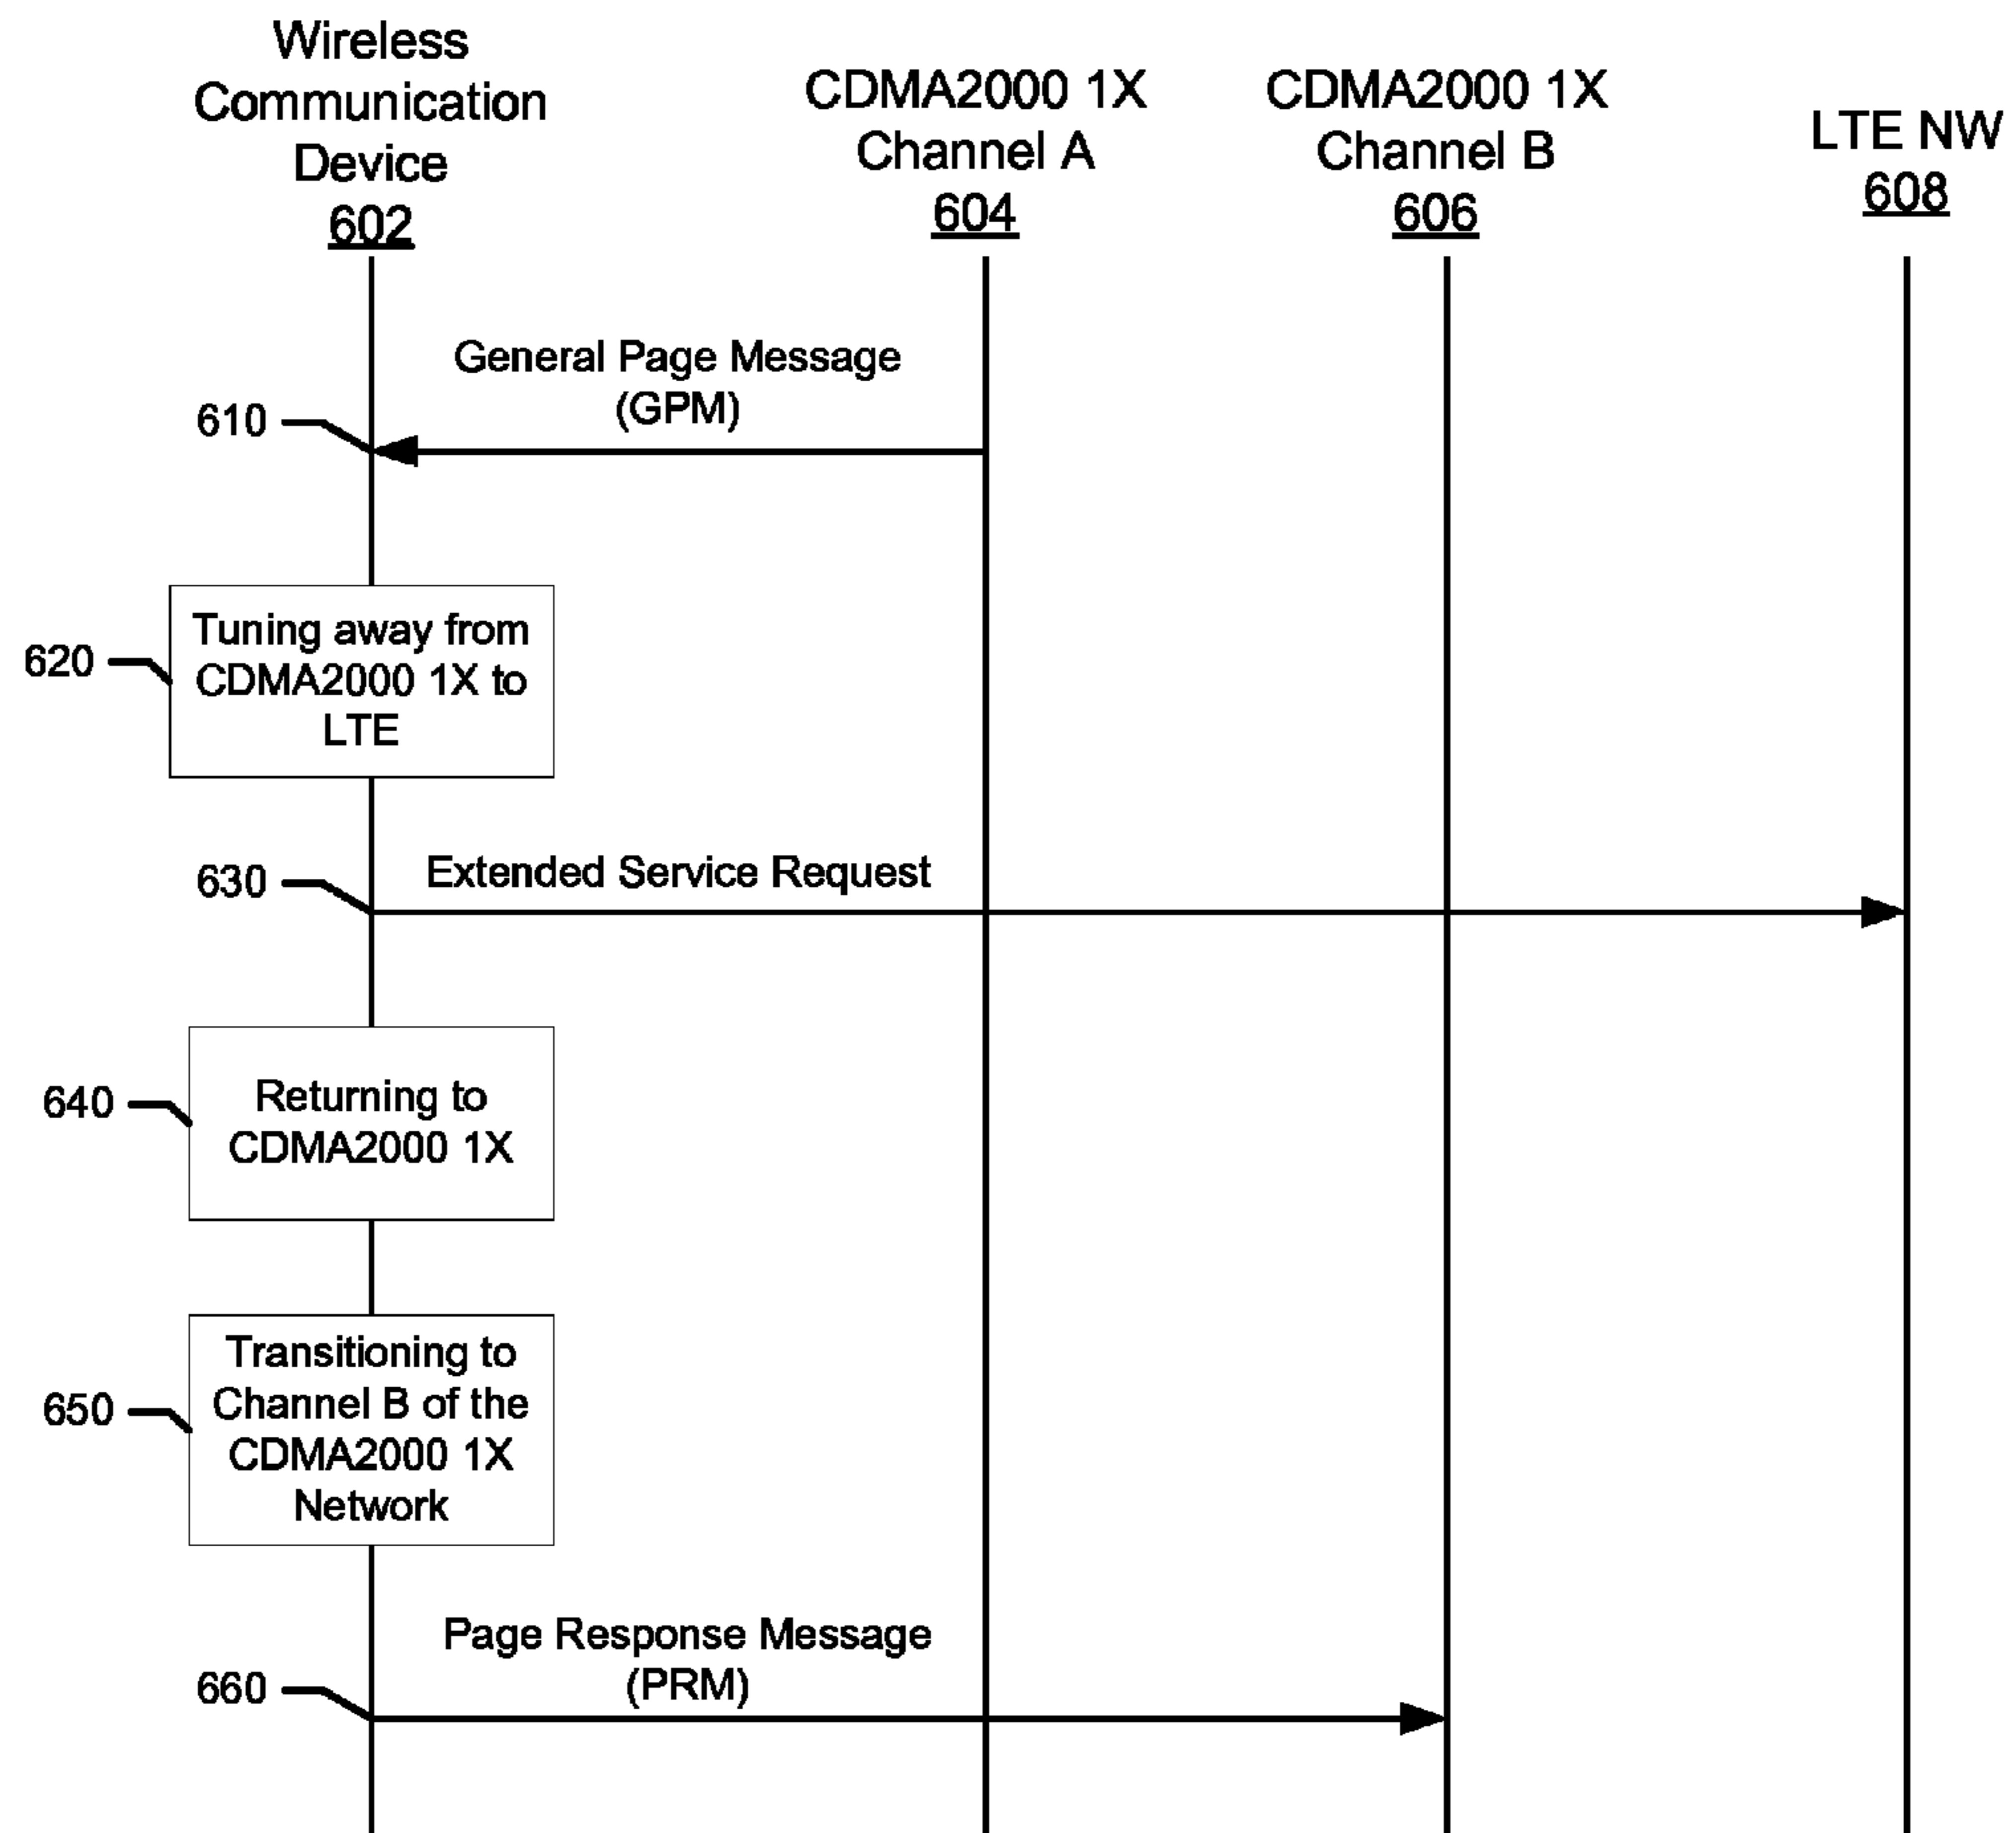 Wireless
Communication
Device
602
CDMA2000 1X
Channel A
604
CDMA2000 1X
Channel B
606
LTE NW
608
General Page Message
(GPM)
610
Tuning away from
CDMA2000 1X to
LTE
620
Extended Service Request
630
Returning to
CDMA2000 1X
640
Transitioning to
Channel B of the
CDMA2000 1X
Network
650
Page Response Message
(PRM)
660